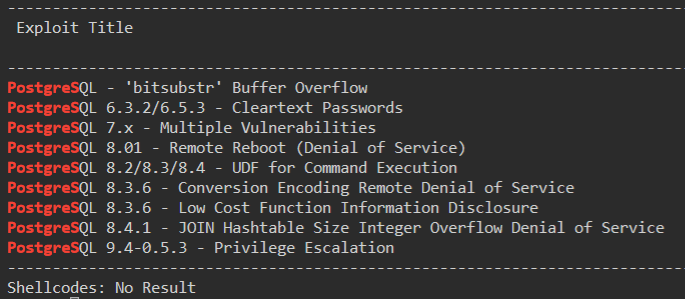 --------------------------------------------------------------------------
Exploit Title
--------------------------------------------------------------------------
PostgreSQL - 'bitsubstr' Buffer Overflow
PostgreSQL 6.3.2/6.5.3 - Cleartext Passwords
PostgreSQL 7.x - Multiple Vulnerabilities
PostgreSQL 8.01 - Remote Reboot (Denial of Service)
PostgreSQL 8.2/8.3/8.4 - UDF for Command Execution
PostgreSQL 8.3.6 - Conversion Encoding Remote Denial of Service
PostgreSQL 8.3.6 - Low Cost Function Information Disclosure
PostgreSQL 8.4.1 - JOIN Hashtable Size Integer Overflow Denial of Service
PostgreSQL 9.4-0.5.3 - Privilege Escalation
--------------------------------------------------------------------------
Shellcodes: No Result